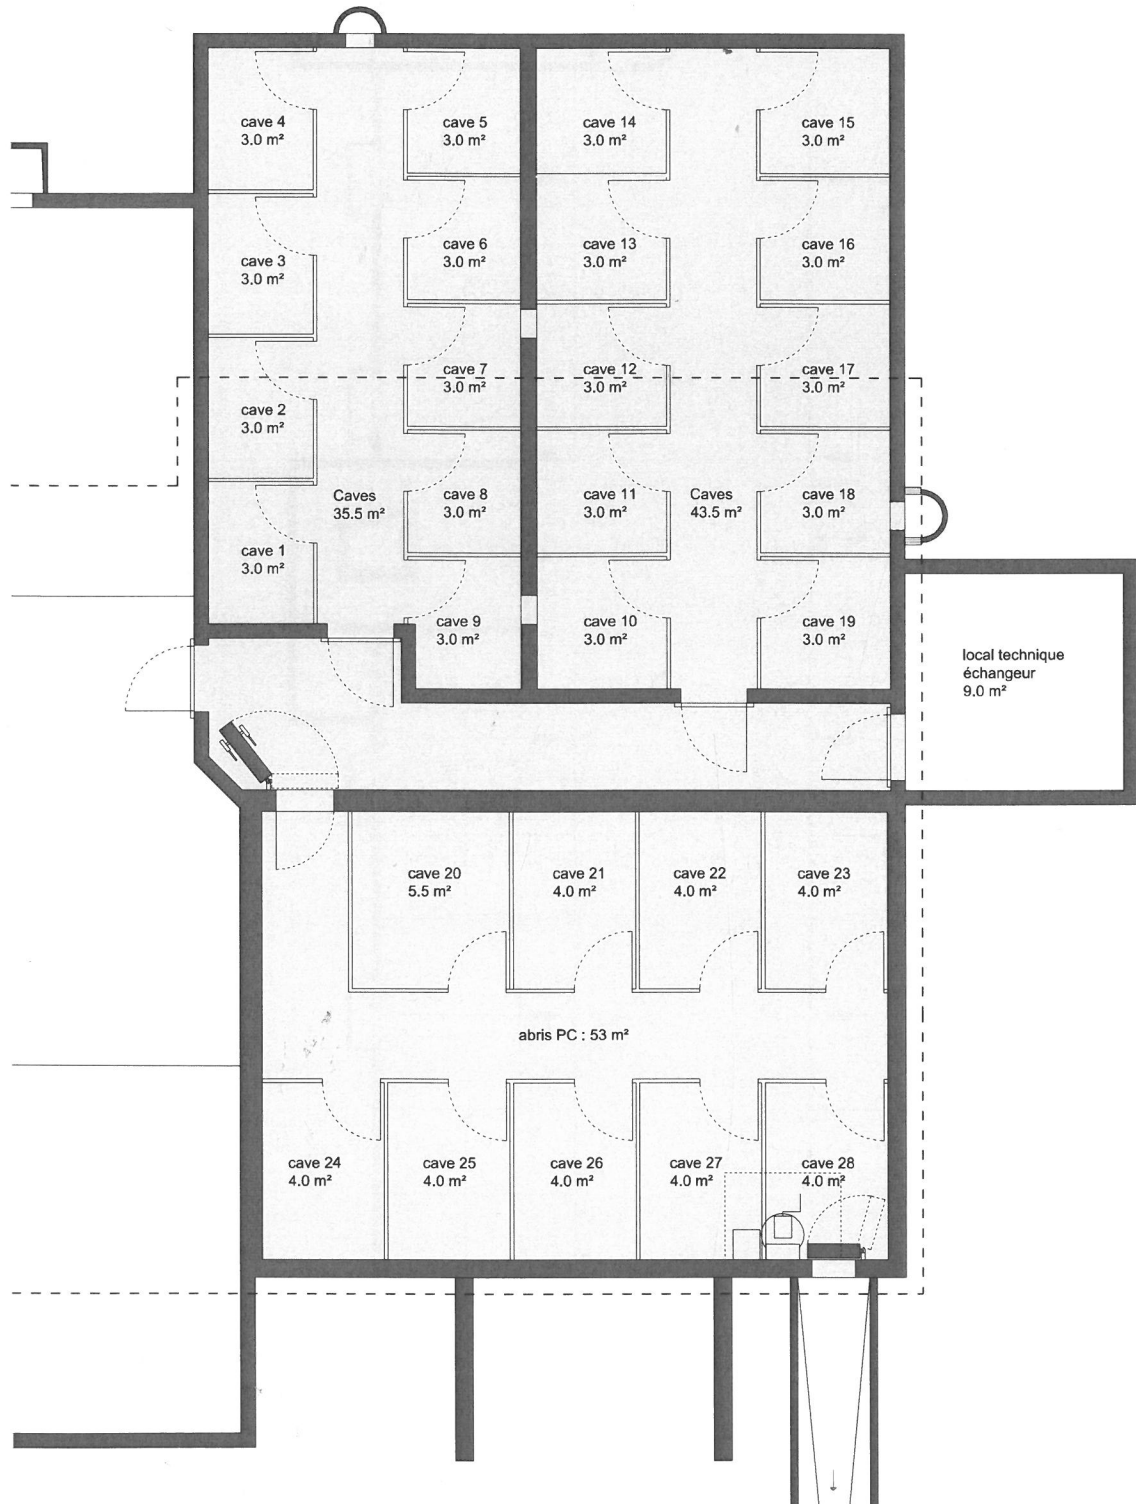 cave 4
3.0 m²
cave 5
3.0 m²
cave 14
3.0 m²
cave 15
3.0 m²
cave 3
3.0 m²
cave 6
3.0 m²
cave 13
3.0 m²
cave 16
3.0 m²
cave 2
3.0 m²
cave 7
3.0 m²
cave 12
3.0 m²
cave 17
3.0 m²
cave 1
3.0 m²
Caves
35.5 m²
cave 8
3.0 m²
cave 11
3.0 m²
Caves
43.5 m²
cave 18
3.0 m²
cave 9
3.0 m²
cave 10
3.0 m²
cave 19
3.0 m²
local technique
échangeur
9.0 m²
cave 20
5.5 m²
cave 21
4.0 m²
cave 22
4.0 m²
cave 23
4.0 m²
abris PC : 53 m²
cave 24
4.0 m²
cave 25
4.0 m²
cave 26
4.0 m²
cave 27
4.0 m²
cave 28
4.0 m²